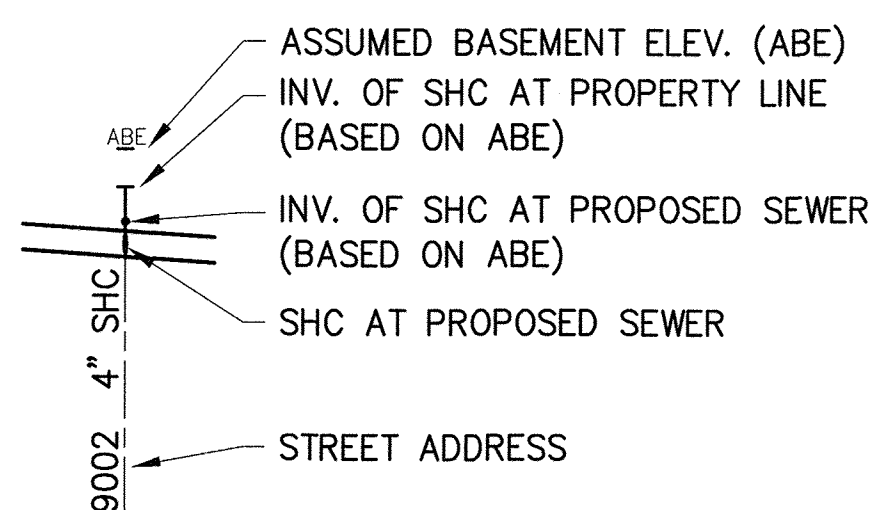 ASSUMED BASEMENT ELEV. (ABE)
INV. OF SHC AT PROPERTY LINE
(BASED ON ABE)
ABE
INV. OF SHC AT PROPOSED SEWER
(BASED ON ABE)
SHC AT PROPOSED SEWER
STREET ADDRESS
9002 4" SHC